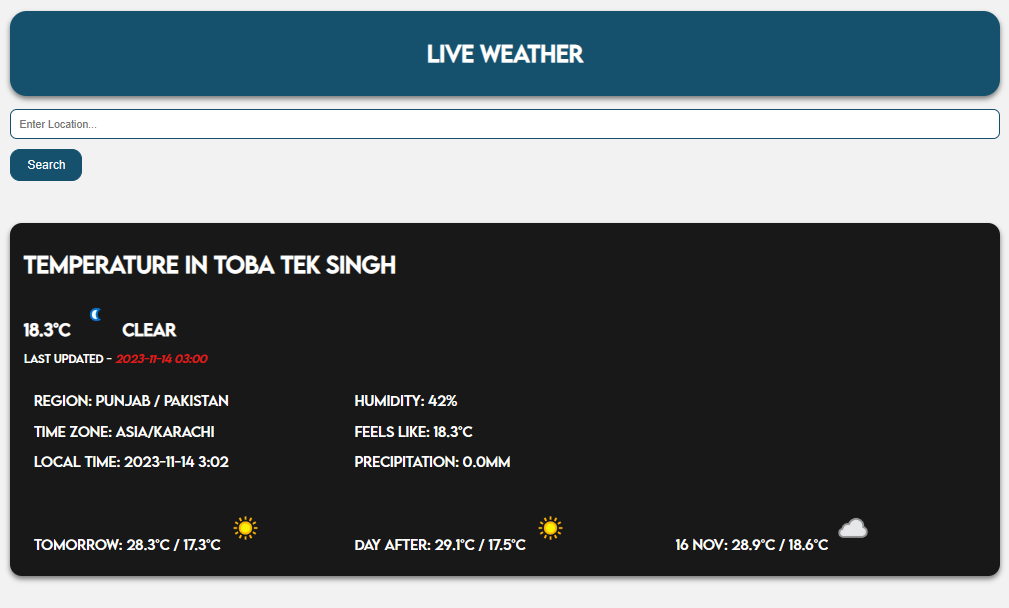 LIVE WEATHER
Enter Location...
Search
TEMPERATURE IN TOBA TEK SINGH
18.3°C CLEAR
LAST UPDATED - 2023-11-14 03:00
REGION: PUNJAB / PAKISTAN HUMIDITY: 42%
TIME ZONE: ASIA/KARACHI FEELS LIKE: 18.3°C
LOCAL TIME: 2023-11-14 3:02 PRECIPITATION: 0.0MM
TOMORROW: 28.3°C / 17.3°C DAY AFTER: 29.1°C / 17.5°C 16 NOV: 28.9°C / 18.6°C